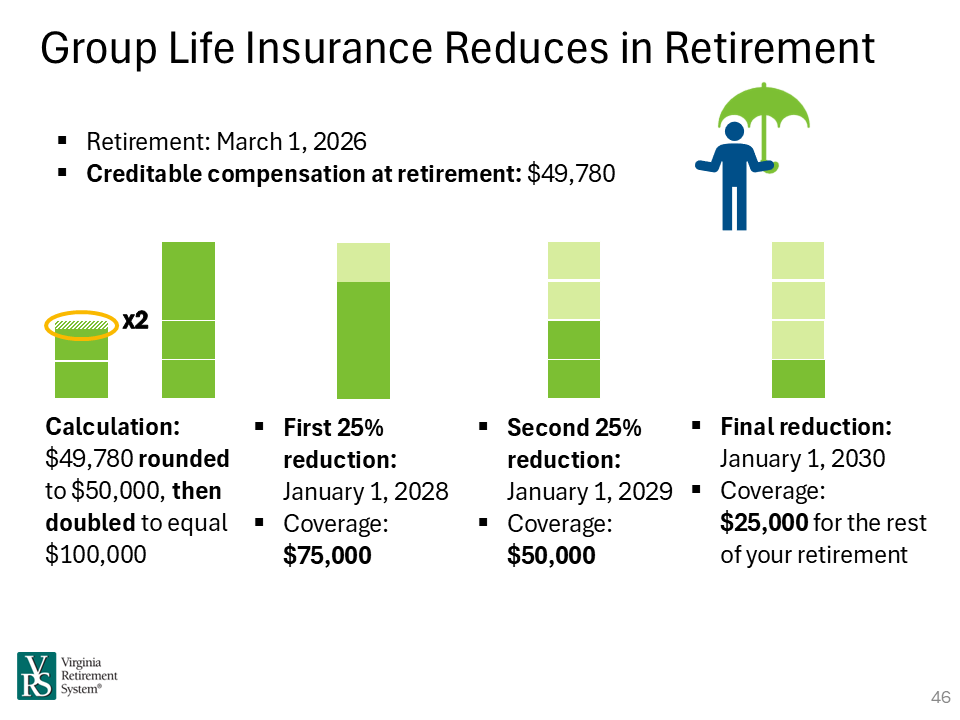 Group Life Insurance Reduces in Retirement
▪ Retirement: March 1, 2026
▪ Creditable compensation at retirement: $49,780
x2
Calculation:
$49,780 rounded
to $50,000, then
doubled to equal
$100,000
▪ First 25%
reduction:
January 1, 2028
▪ Coverage:
$75,000
▪ Second 25%
reduction:
January 1, 2029
▪ Coverage:
$50,000
▪ Final reduction:
January 1, 2030
▪ Coverage:
$25,000 for the rest
of your retirement
VRS
Virginia
Retirement
System®
46